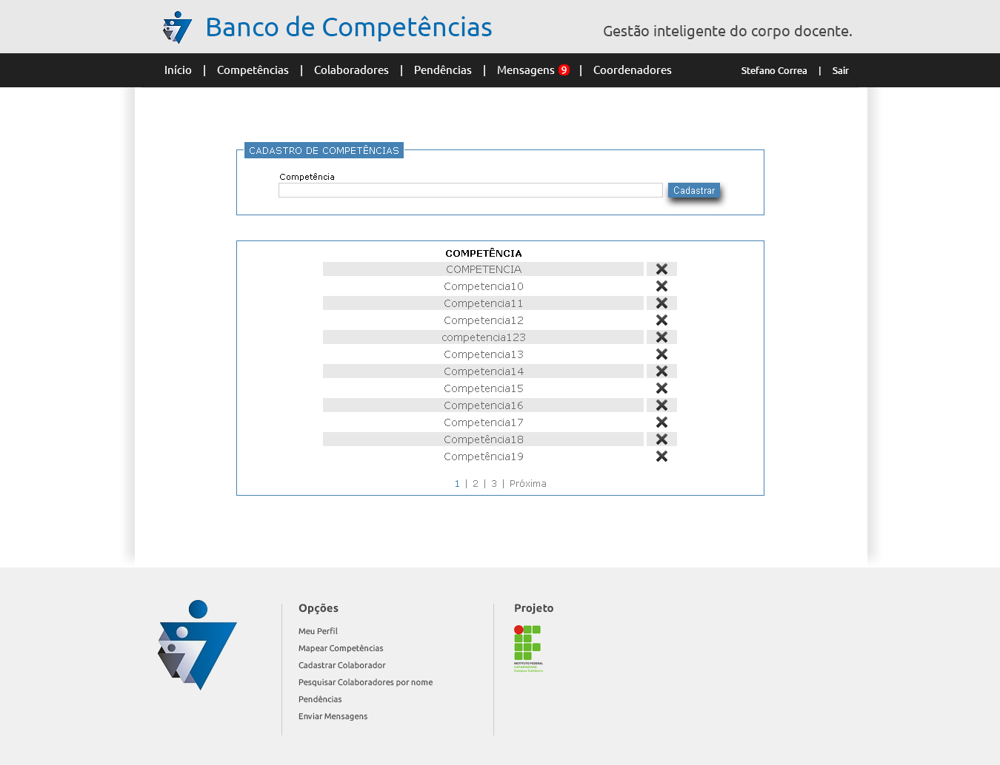 Banco de Competências
Gestão inteligente do corpo docente.
Início | Competências | Colaboradores | Pendências | Mensagens 9 | Coordenadores
Stefano Correa | Sair
CADASTRO DE COMPETÊNCIAS
Competência
Cadastrar
COMPETÊNCIA
COMPETENCIA
Competencia10
Competencia11
Competencia12
competencia123
Competencia13
Competencia14
Competencia15
Competencia16
Competencia17
Competência18
Competência19
1 | 2 | 3 | Próxima
Opções
Meu Perfil
Mapear Competências
Cadastrar Colaborador
Pesquisar Colaboradores por nome
Pendências
Enviar Mensagens
Projeto
INSTITUTO FEDERAL
CATARINENSE
Campus Camboriú